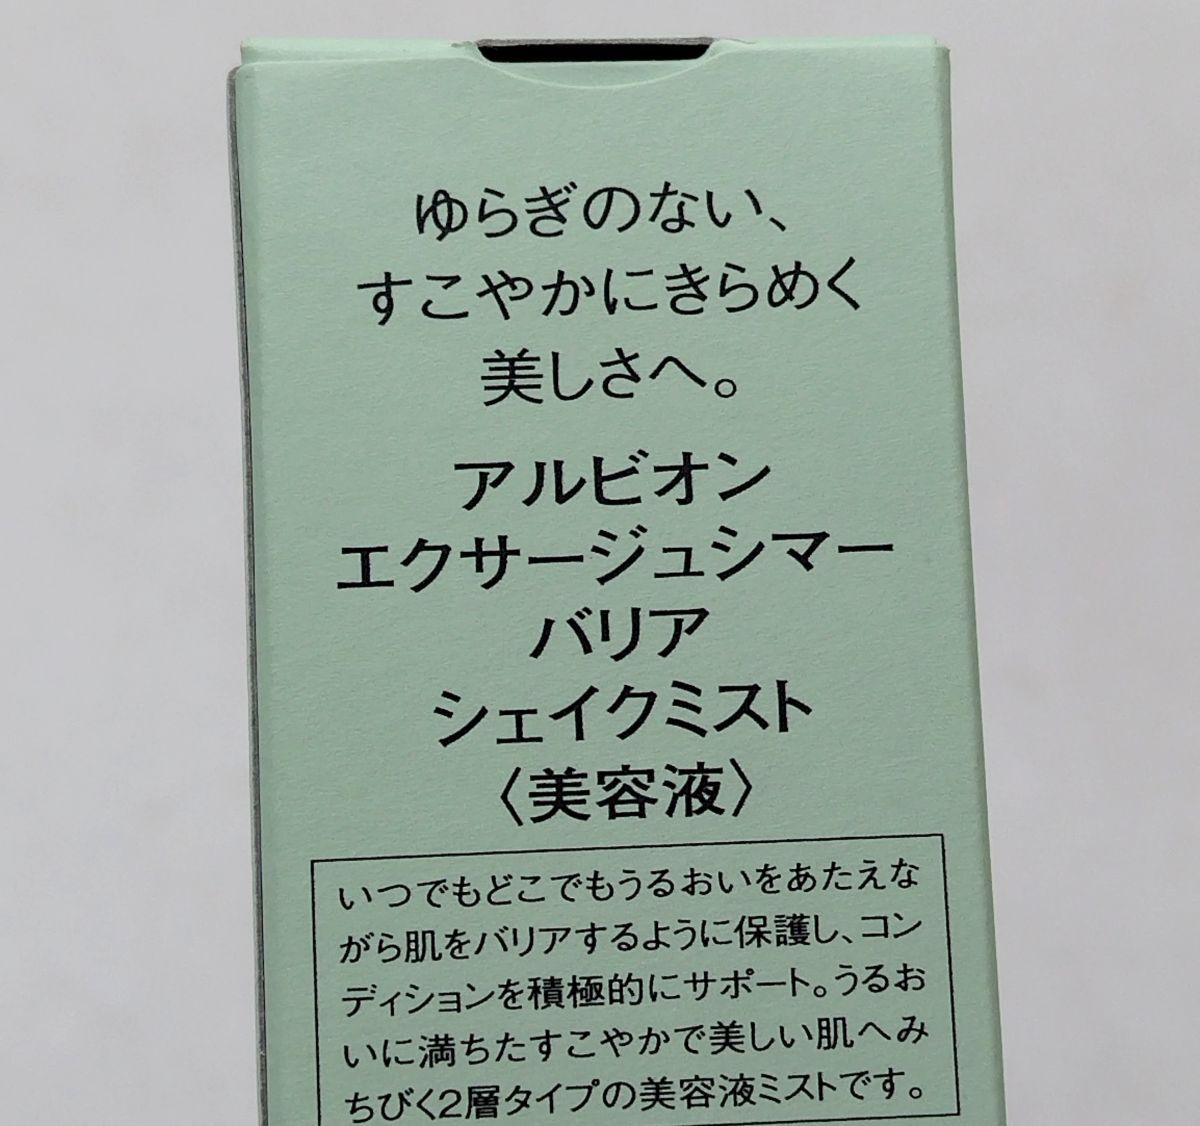 ゆらぎのない、
すこやかにきらめく
美しさへ。
アルビオン
エクサージュシマー
バリア
シェイクミスト
〈美容液〉
いつでもどこでもうるおいをあたえな
がら肌をバリアするように保護し、コン
ディションを積極的にサポート。うるお
いに満ちたすこやかで美しい肌へみ
ちびく2層タイプの美容液ミストです。